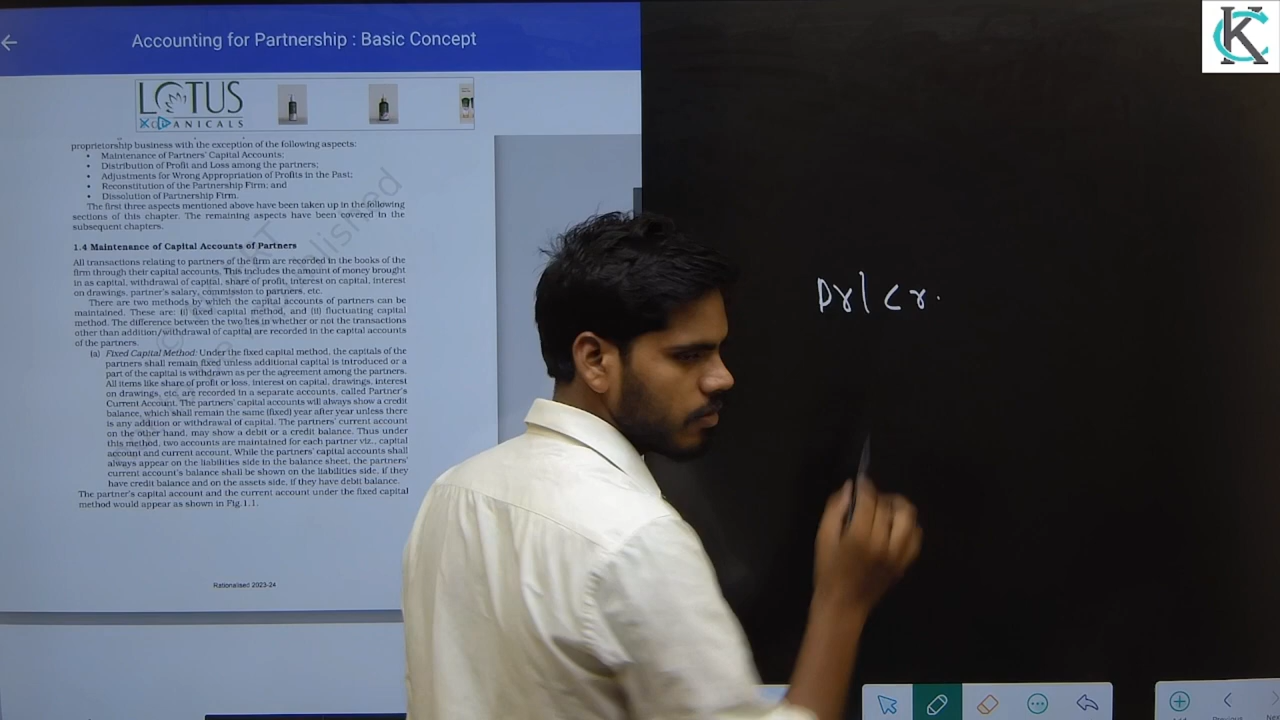 Accounting for Partnership : Basic Concept
LOTUS
BOTANICALS
proprietorship business with the exception of the following aspects:
• Maintenance of Partners' Capital Accounts;
• Distribution of Profit and Loss among the partners;
• Adjustments for Wrong Appropriation of Profits in the Past;
• Reconstitution of the Partnership Firm; and
• Dissolution of Partnership Firm.
The first three aspects mentioned above have been taken up in the following
sections of this chapter. The remaining aspects have been covered in the
subsequent chapters.
1.4 Maintenance of Capital Accounts of Partners
All transactions relating to partners of the firm are recorded in the books of the
firm through their capital accounts. This includes the amount of money brought
in as capital, withdrawal of capital, share of profit, interest on capital, interest
on drawings, partner's salary, commission to partners, etc.
There are two methods by which the capital accounts of partners can be
maintained. These are: (i) fixed capital method, and (ii) fluctuating capital
method. The difference between the two lies in whether or not the transactions
other than addition/withdrawal of capital are recorded in the capital accounts
of the partners.
(a) Fixed Capital Method: Under the fixed capital method, the capitals of the
partners shall remain fixed unless additional capital is introduced or a
part of the capital is withdrawn as per the agreement among the partners.
All items like share of profit or loss, interest on capital, drawings, interest
on drawings, etc. are recorded in a separate accounts, called Partner's
Current Account. The partners' capital accounts will always show a credit
balance, which shall remain the same (fixed) year after year unless there
is any addition or withdrawal of capital. The partners' current account
on the other hand, may show a debit or a credit balance. Thus under
this method, two accounts are maintained for each partner viz., capital
account and current account, While the partners' capital accounts shall
always appear on the liabilities side in the balance sheet, the partners'
current account's balance shall be shown on the liabilities side, if they
have credit balance and on the assets side, if they have debit balance.
The partner's capital account and the current account under the fixed capital
method would appear as shown in Fig.1.1.
Rationalised 2023-24
Dr|Cr.
KC